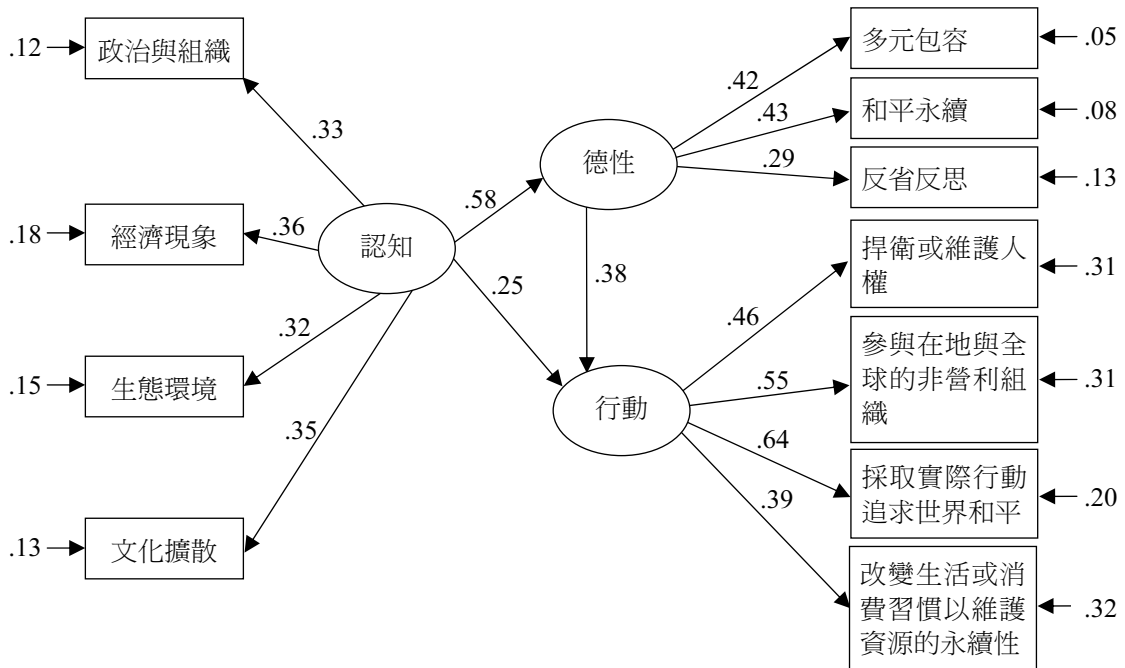 .12
政治與組織
.33
.18
經濟現象
.36
.15
生態環境
.32
.13
文化擴散
.35
認知
.58
.25
德性
.38
行動
.42
多元包容
.05
.43
和平永續
.08
.29
反省反思
.13
.46
捍衛或維護人
權
.31
.55
參與在地與全
球的非營利組
織
.31
.64
採取實際行動
追求世界和平
.20
.39
改變生活或消
費習慣以維護
資源的永續性
.32